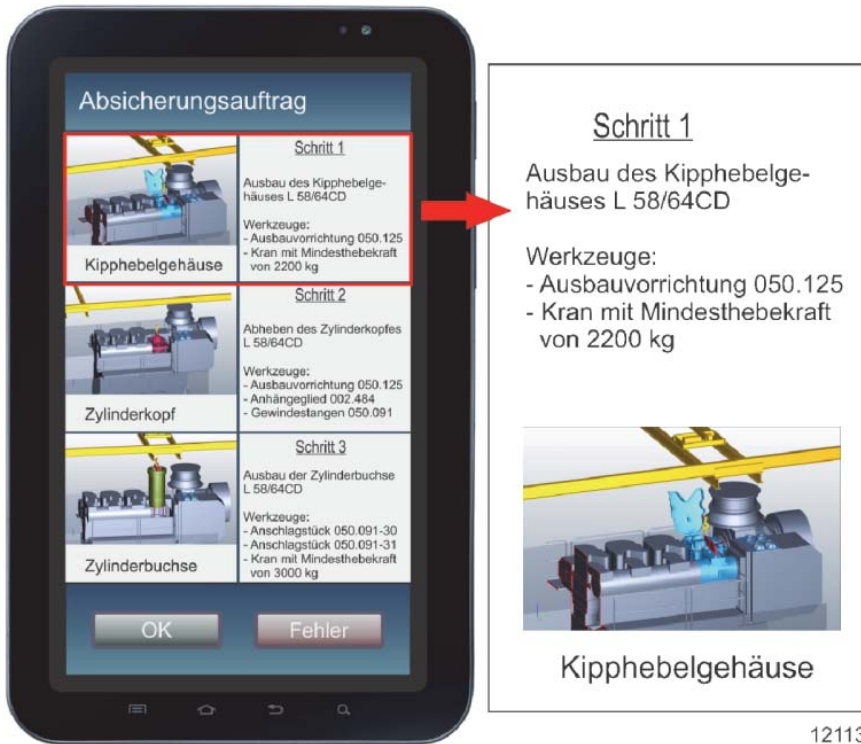 Absicherungsauftrag
Kipphebelgehäuse
Schritt 1
Ausbau des Kipphebelge-
häuses L 58/64CD
Werkzeuge:
- Ausbauvorrichtung 050.125
- Kran mit Mindesthebekraft
von 2200 kg
Zylinderkopf
Schritt 2
Abheben des Zylinderkopfes
L 58/64CD
Werkzeuge:
- Ausbauvorrichtung 050.125
- Anhängeglied 002.484
- Gewindestangen 050.091
Zylinderbuchse
Schritt 3
Ausbau der Zylinderbuchse
L 58/64CD
Werkzeuge:
- Anschlagstück 050.091-30
- Anschlagstück 050.091-31
- Kran mit Mindesthebekraft
von 3000 kg
OK
Fehler
Schritt 1
Ausbau des Kipphebelge-
häuses L 58/64CD
Werkzeuge:
- Ausbauvorrichtung 050.125
- Kran mit Mindesthebekraft
von 2200 kg
Kipphebelgehäuse
12113